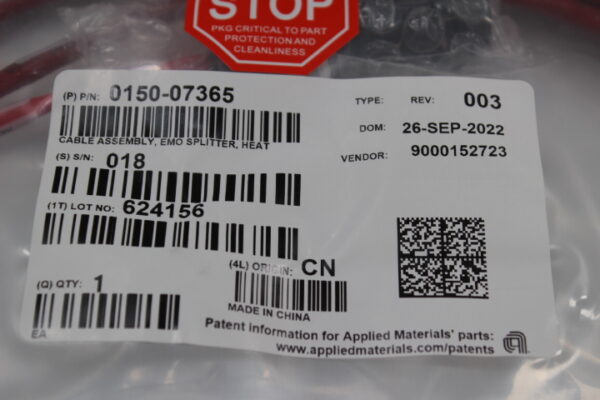 STOP
PKG CRITICAL TO PART
PROTECTION AND
CLEANLINESS
(P) P/N: 0150-07365
CABLE ASSEMBLY, EMO SPLITTER, HEAT
TYPE: REV: 003
DOM: 26-SEP-2022
VENDOR: 9000152723
(S) S/N: 018
(1T) LOT NO: 624156
(Q) QTY: 1
EA
(4L) ORIGIN: CN
MADE IN CHINA
Patent information for Applied Materials' parts:
www.appliedmaterials.com/patents